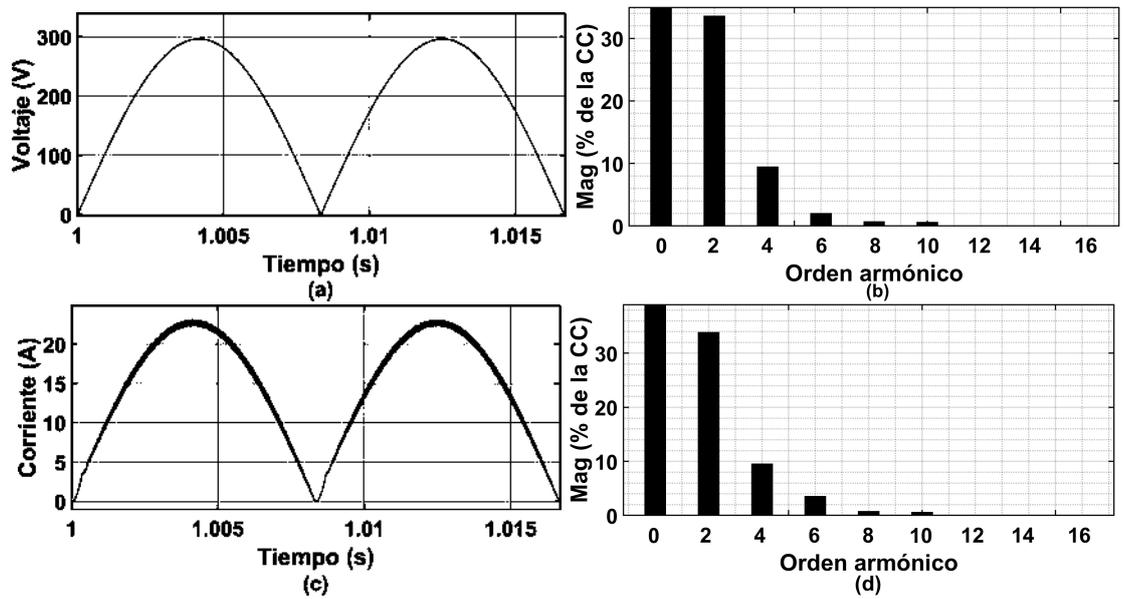 Voltaje (V)
300
200
100
0
1 1.005 1.01 1.015
Tiempo (s)
(a)
Mag (% de la CC)
30
20
10
0
0 2 4 6 8 10 12 14 16
Orden armónico
(b)
Corriente (A)
20
15
10
5
0
1 1.005 1.01 1.015
Tiempo (s)
(c)
Mag (% de la CC)
30
20
10
0
0 2 4 6 8 10 12 14 16
Orden armónico
(d)